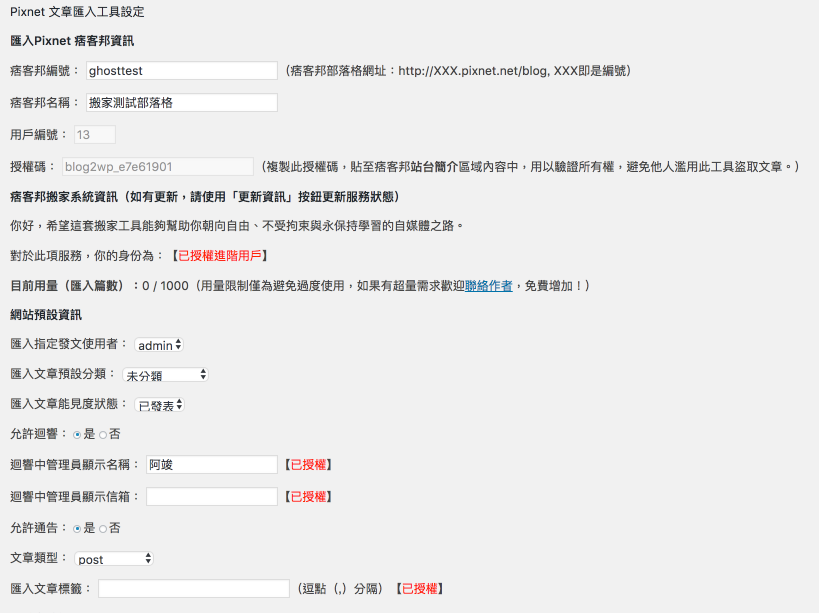 Pixnet 文章匯入工具設定
匯入Pixnet 痞客邦資訊
痞客邦編號： ghosttest （痞客邦部落格網址：http://XXX.pixnet.net/blog, XXX即是編號）
痞客邦名稱： 搬家測試部落格
用戶編號： 13
授權碼： blog2wp_e7e61901 （複製此授權碼，貼至痞客邦站台簡介區域內容中，用以驗證所有權，避免他人濫用此工具盜取文章。）
痞客邦搬家系統資訊（如有更新，請使用「更新資訊」按鈕更新服務狀態）
你好，希望這套搬家工具能夠幫助你朝向自由、不受拘束與永保持學習的自媒體之路。
對於此項服務，你的身份為：【已授權進階用戶】
目前用量（匯入篇數）：0 / 1000（用量限制僅為避免過度使用，如果有超量需求歡迎聯絡作者，免費增加！）
網站預設資訊
匯入指定發文使用者： admin
匯入文章預設分類： 未分類
匯入文章能見度狀態： 已發表
允許迴響： 是 否
迴響中管理員顯示名稱： 阿竣 【已授權】
迴響中管理員顯示信箱： 【已授權】
允許通告： 是 否
文章類型： post
匯入文章標籤： （逗點（,）分隔）【已授權】